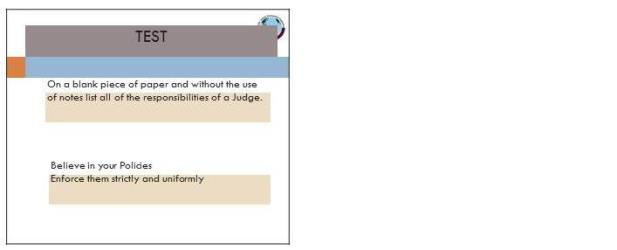 TEST
On a blank piece of paper and without the use
of notes list all of the responsibilities of a Judge.
Believe in your Policies
Enforce them strictly and uniformly